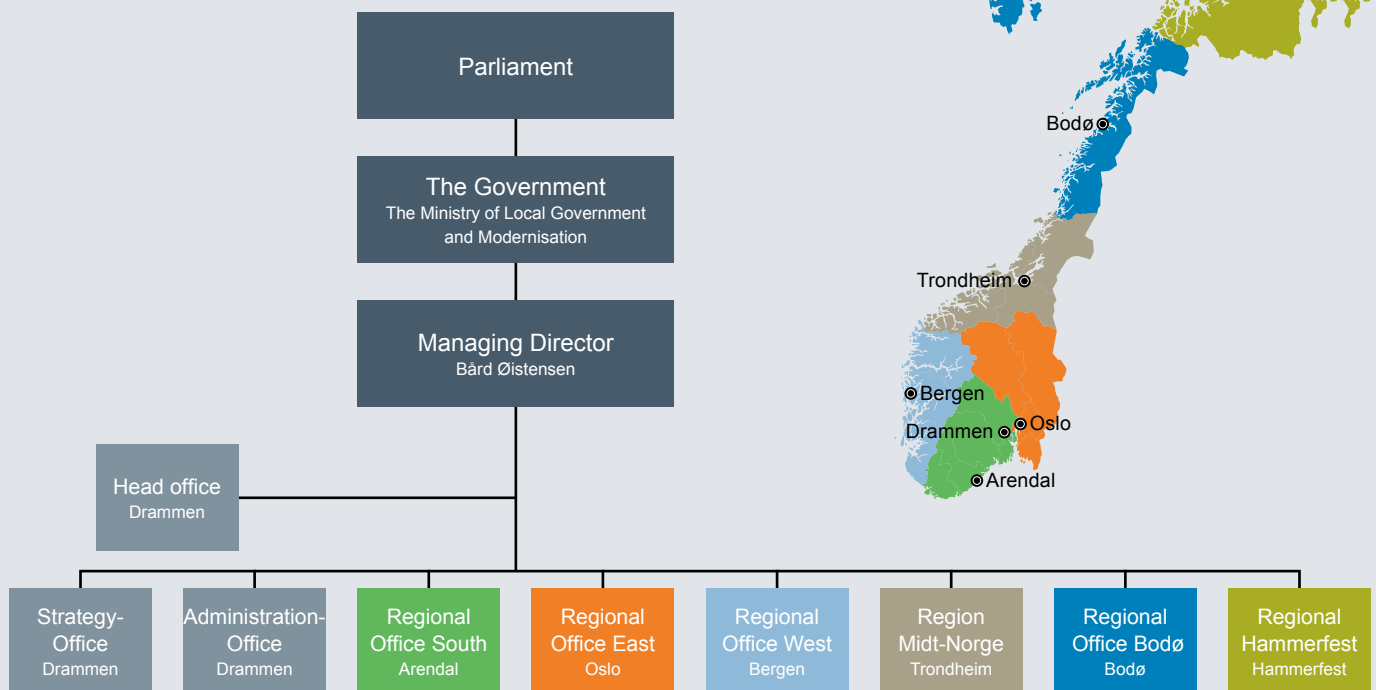 Parliament
The Government
The Ministry of Local Government
and Modernisation
Managing Director
Bård Øistensen
Head office
Drammen
Bodø
Trondheim
Bergen
Oslo
Drammen
Arendal
Strategy-
Office
Drammen
Administration-
Office
Drammen
Regional
Office South
Arendal
Regional
Office East
Oslo
Regional
Office West
Bergen
Region
Midt-Norge
Trondheim
Regional
Office Bodø
Bodø
Regional
Hammerfest
Hammerfest